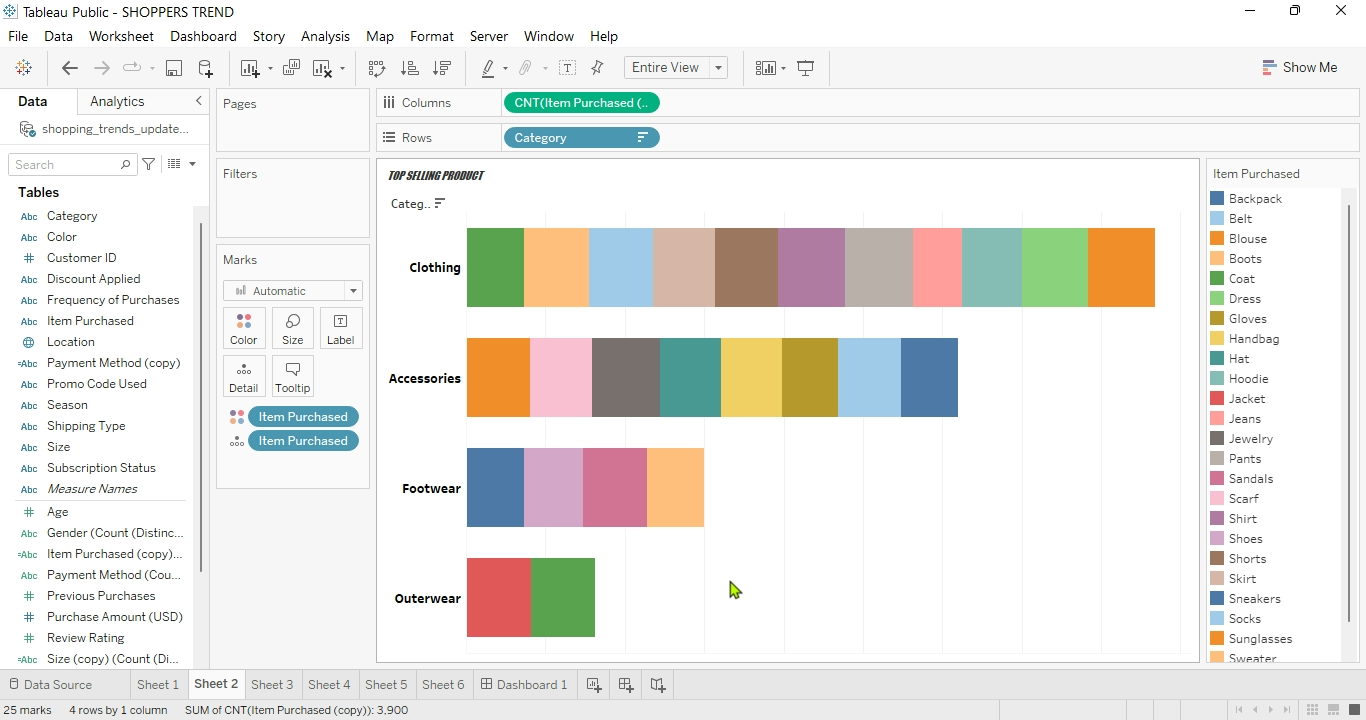 Tableau Public - SHOPPERS TREND
File Data Worksheet Dashboard Story Analysis Map Format Server Window Help
Entire View
Show Me
Data Analytics
shopping_trends_update...
Search
Tables
Abc Category
Abc Color
# Customer ID
Abc Discount Applied
Abc Frequency of Purchases
Abc Item Purchased
Location
=Abc Payment Method (copy)
Abc Promo Code Used
Abc Season
Abc Shipping Type
Abc Size
Abc Subscription Status
Abc Measure Names
# Age
Abc Gender (Count (Distinc...
=Abc Item Purchased (copy)...
Abc Payment Method (Cou...
# Previous Purchases
# Purchase Amount (USD)
# Review Rating
=Abc Size (copy) (Count (Di...
Pages
Filters
Marks
Automatic
Color Size Label
Detail Tooltip
Item Purchased
Item Purchased
Columns CNT(Item Purchased (..
Rows Category
TOP SELLING PRODUCT
Categ..
Clothing
Accessories
Footwear
Outerwear
Item Purchased
Backpack
Belt
Blouse
Boots
Coat
Dress
Gloves
Handbag
Hat
Hoodie
Jacket
Jeans
Jewelry
Pants
Sandals
Scarf
Shirt
Shoes
Shorts
Skirt
Sneakers
Socks
Sunglasses
Sweater
Data Source Sheet 1 Sheet 2 Sheet 3 Sheet 4 Sheet 5 Sheet 6 Dashboard 1
25 marks 4 rows by 1 column SUM of CNT(Item Purchased (copy)): 3,900